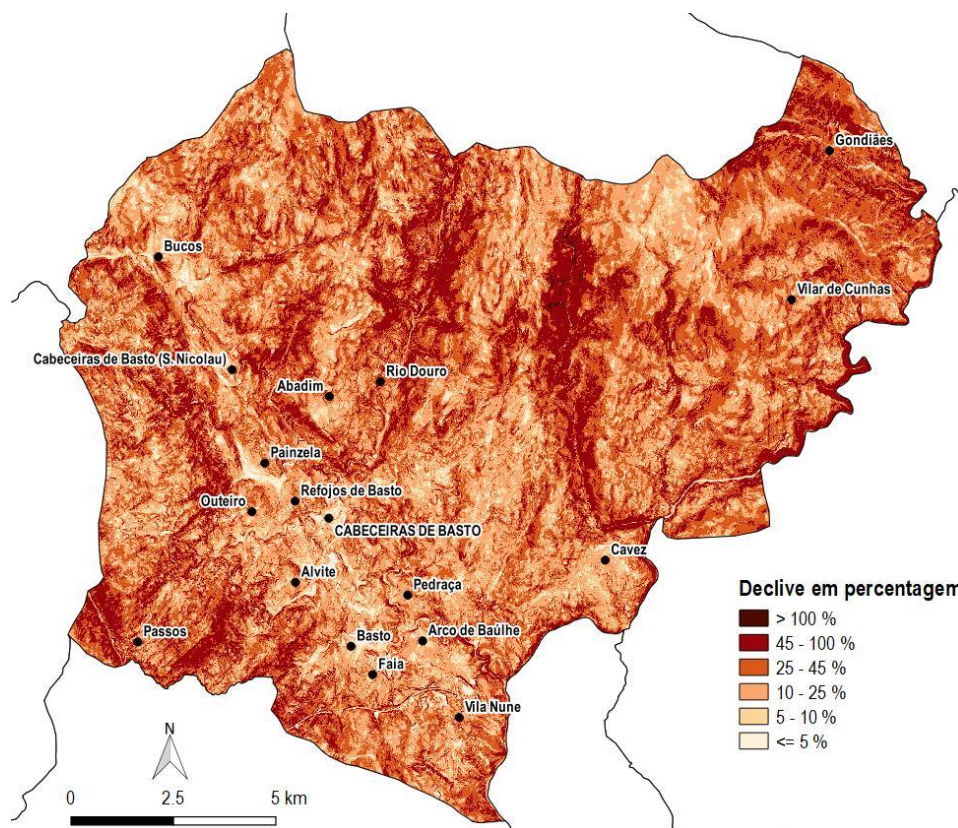 Gondiães
Bucos
Vilar de Cunhas
Cabeceiras de Basto (S. Nicolau)
Rio Douro
Abadim
Painzela
Refojos de Basto
Outeiro
CABECEIRAS DE BASTO
Cavez
Alvite
Pedraça
Declive em percentagem
> 100 %
45 - 100 %
25 - 45 %
10 - 25 %
5 - 10 %
<= 5 %
Passos
Basto
Arco de Baúlhe
Faia
Vila Nune
N
0 2.5 5 km